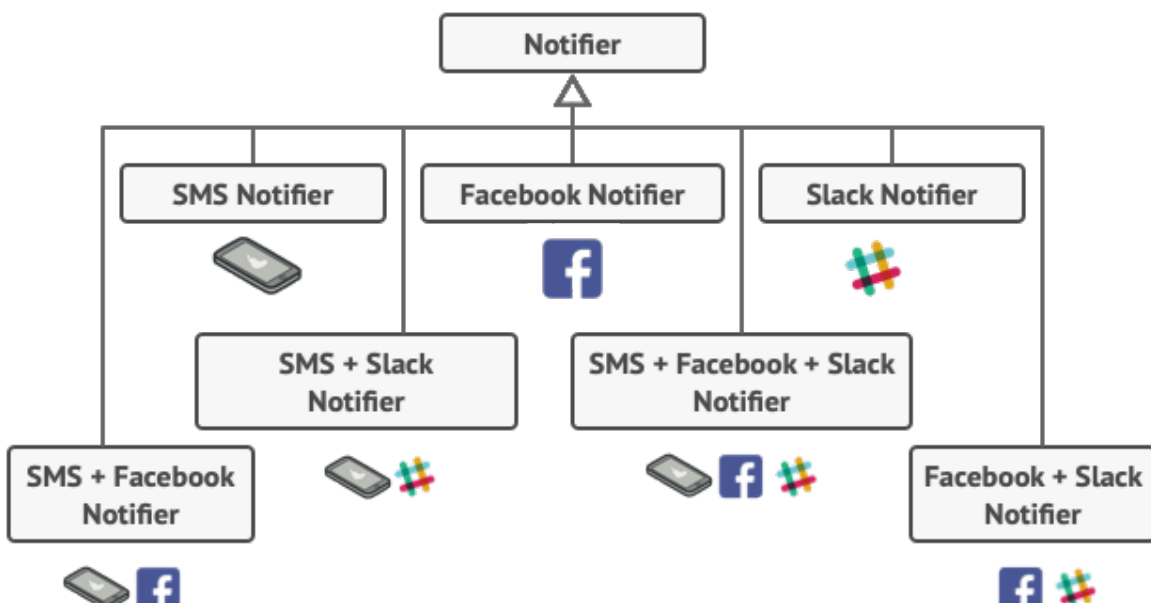 Notifier
SMS Notifier
Facebook Notifier
Slack Notifier
SMS + Slack
Notifier
SMS + Facebook + Slack
Notifier
SMS + Facebook
Notifier
Facebook + Slack
Notifier